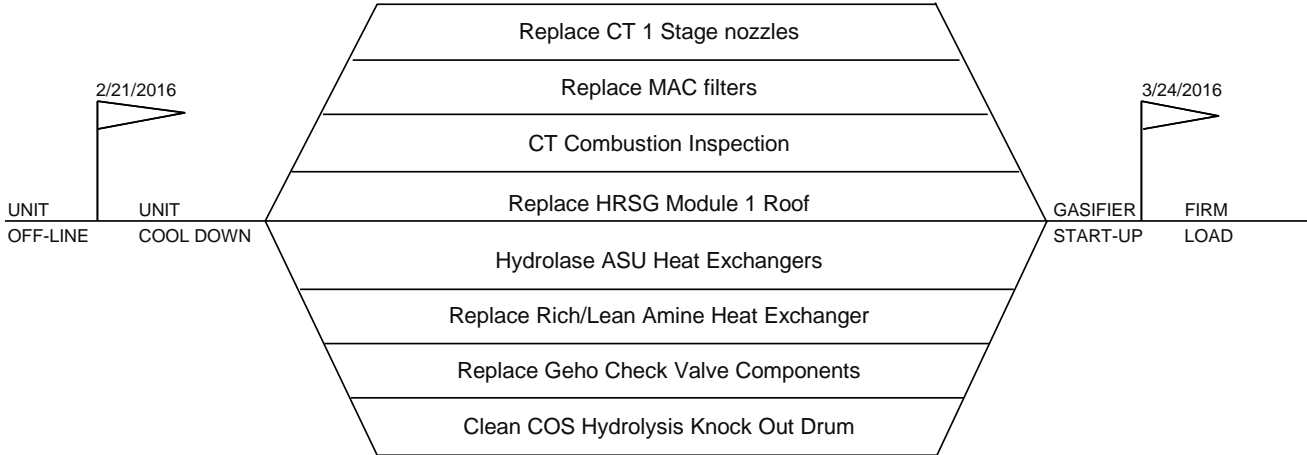 Replace CT 1 Stage nozzles
Replace MAC filters
2/21/2016
3/24/2016
CT Combustion Inspection
Replace HRSG Module 1 Roof
UNIT
OFF-LINE
UNIT
COOL DOWN
GASIFIER
START-UP
FIRM
LOAD
Hydrolase ASU Heat Exchangers
Replace Rich/Lean Amine Heat Exchanger
Replace Geho Check Valve Components
Clean COS Hydrolysis Knock Out Drum